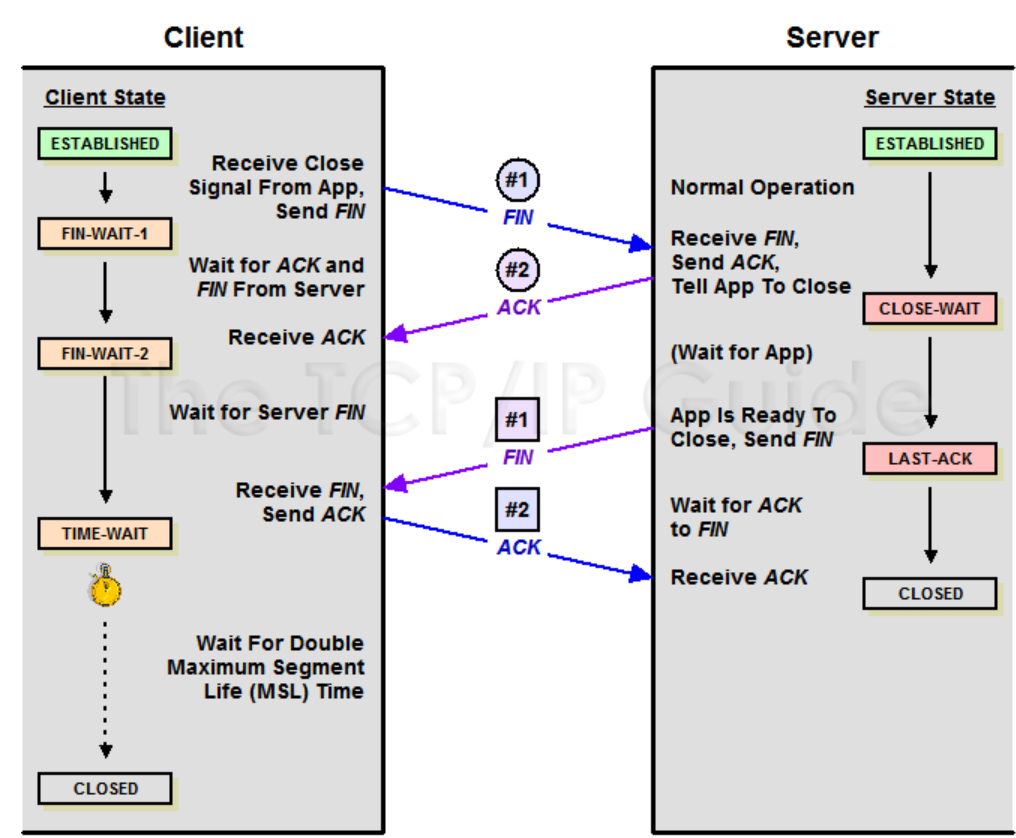 Client
Server
Client State
ESTABLISHED
Receive Close
Signal From App,
Send FIN
FIN-WAIT-1
Wait for ACK and
FIN From Server
Receive ACK
FIN-WAIT-2
Wait for Server FIN
Receive FIN,
Send ACK
TIME-WAIT
Wait For Double
Maximum Segment
Life (MSL) Time
CLOSED
#1
FIN
#2
ACK
#1
FIN
#2
ACK
Server State
ESTABLISHED
Normal Operation
Receive FIN,
Send ACK,
Tell App To Close
CLOSE-WAIT
(Wait for App)
App Is Ready To
Close, Send FIN
LAST-ACK
Wait for ACK
to FIN
Receive ACK
CLOSED
The TCP/IP Guide